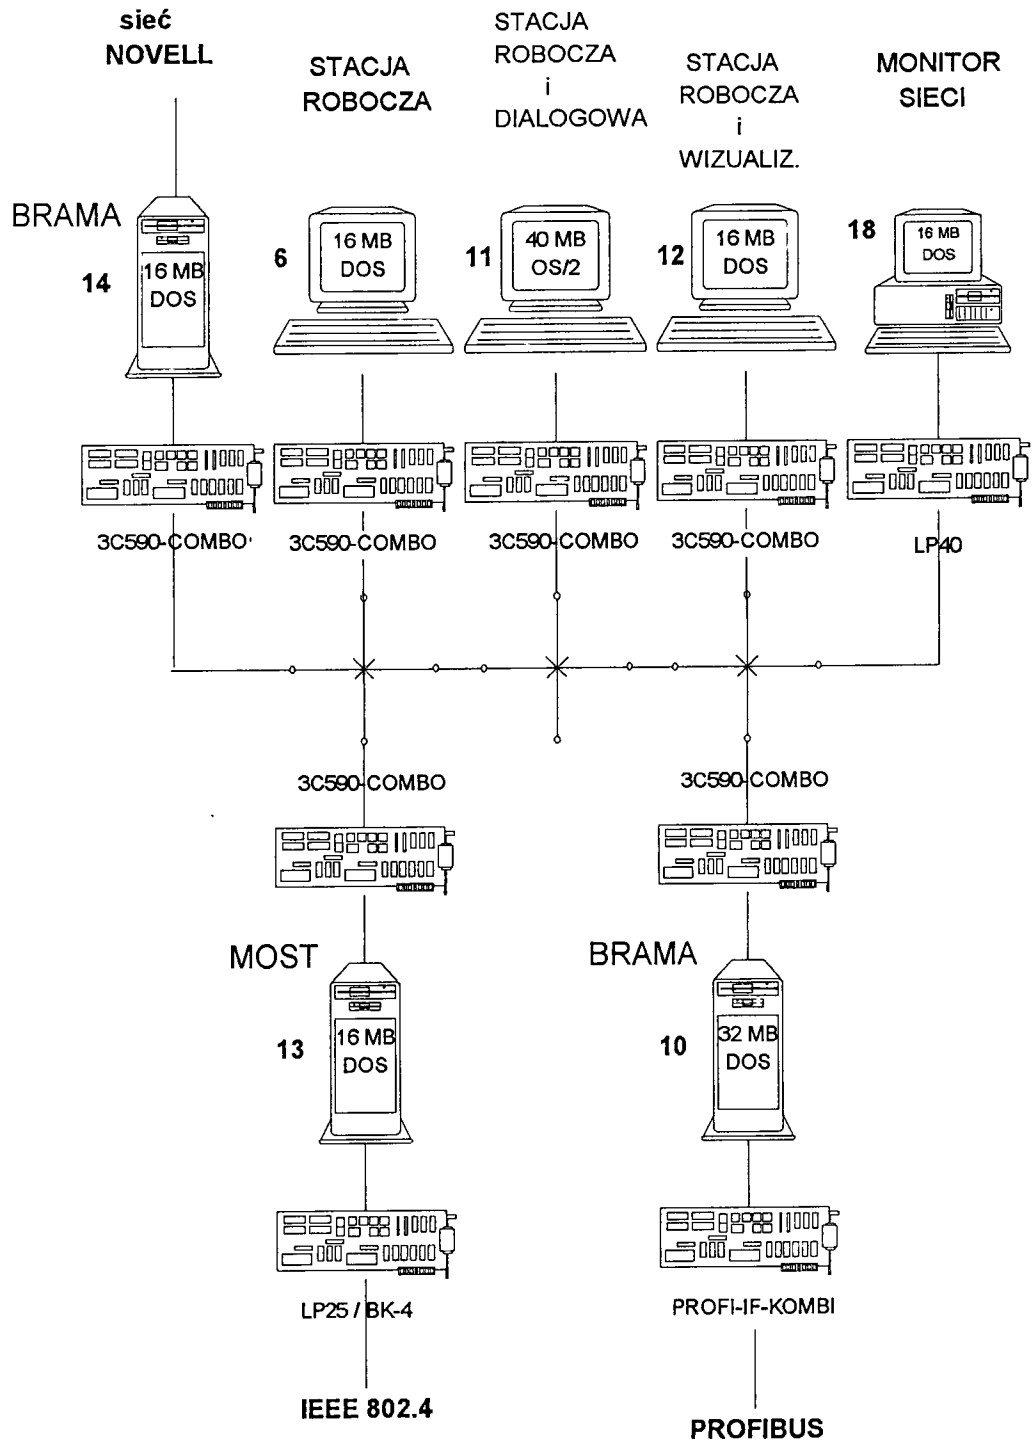 sieć
NOVELL
STACJA
ROBOCZA
STACJA
ROBOCZA
i
DIALOGOWA
STACJA
ROBOCZA
i
WIZUALIZ.
MONITOR
SIECI
BRAMA
14
16 MB
DOS
6
16 MB
DOS
11
40 MB
OS/2
12
16 MB
DOS
18
16 MB
DOS
3C590-COMBO
3C590-COMBO
3C590-COMBO
3C590-COMBO
LP40
3C590-COMBO
3C590-COMBO
MOST
13
16 MB
DOS
BRAMA
10
32 MB
DOS
LP25 / BK-4
PROFI-IF-KOMBI
IEEE 802.4
PROFIBUS